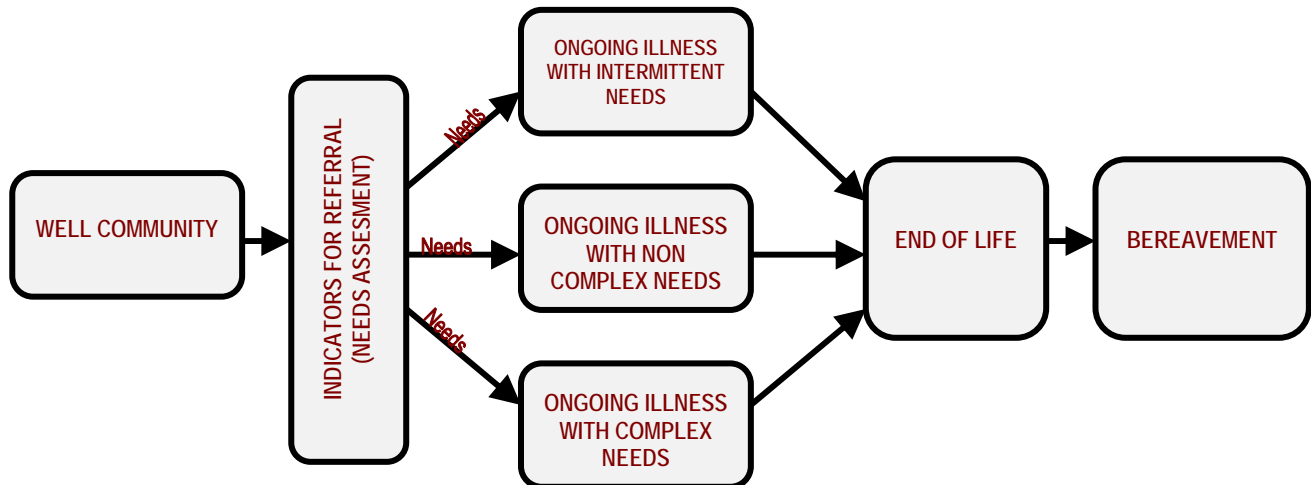 WELL COMMUNITY
INDICATORS FOR REFERRAL
(NEEDS ASSESMENT)
Needs
Needs
Needs
ONGOING ILLNESS
WITH INTERMITTENT
NEEDS
ONGOING ILLNESS
WITH NON
COMPLEX NEEDS
ONGOING ILLNESS
WITH COMPLEX
NEEDS
END OF LIFE
BEREAVEMENT